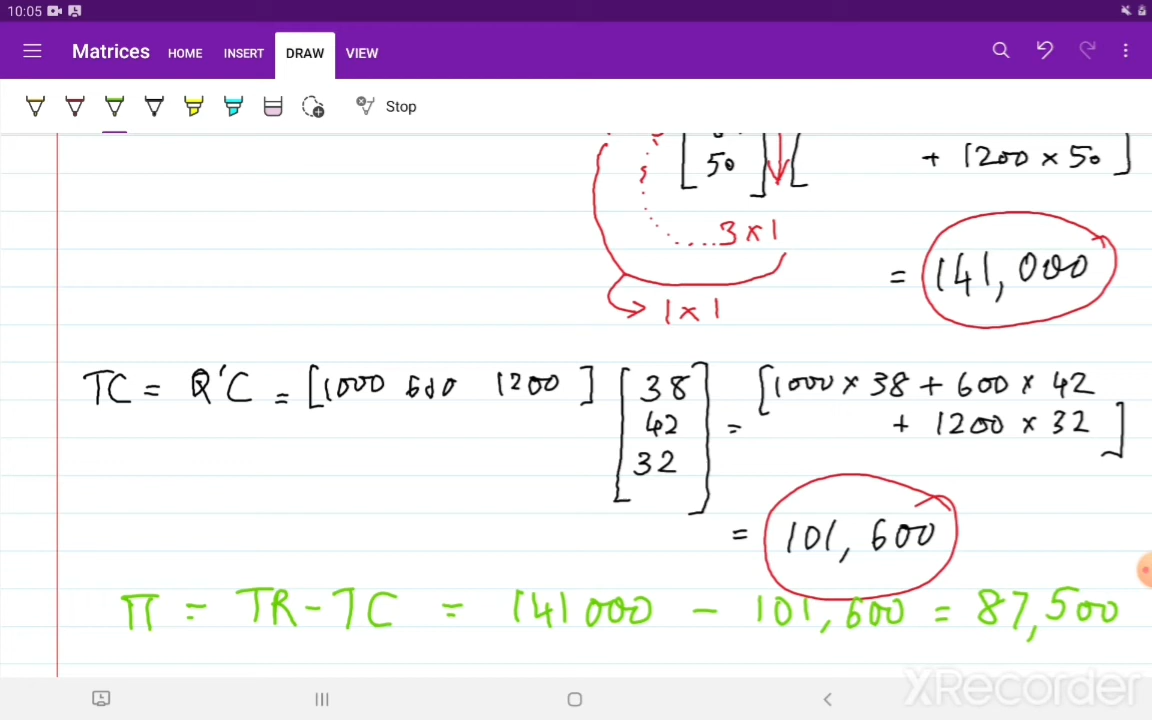 10:05
Matrices HOME INSERT DRAW VIEW
Stop
50
+ 1200 × 50
3 × 1
= 141,000
1 × 1
TC = Q'C = [1000 600 1200] [38 42 32] = [1000 × 38 + 600 × 42
+ 1200 × 32]
= 101,600
Π = TR - TC = 141000 - 101,600 = 87,500
XRecorder